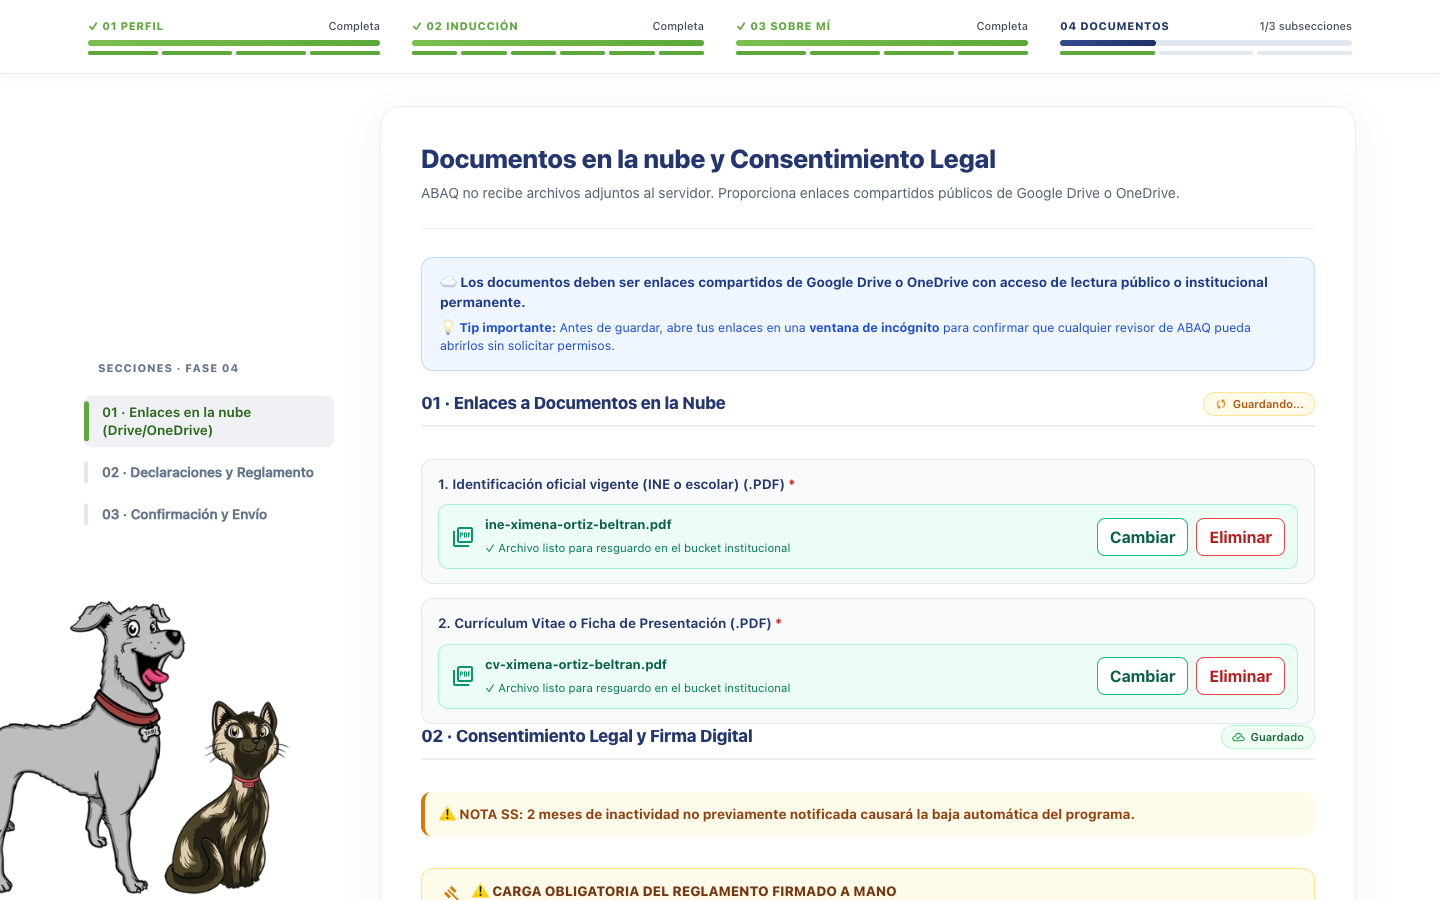 ✓ 01 PERFIL
Completa
✓ 02 INDUCCIÓN
Completa
✓ 03 SOBRE MÍ
Completa
04 DOCUMENTOS
1/3 subsecciones
SECCIONES · FASE 04
01 · Enlaces en la nube
(Drive/OneDrive)
02 · Declaraciones y Reglamento
03 · Confirmación y Envío
Documentos en la nube y Consentimiento Legal
ABAQ no recibe archivos adjuntos al servidor. Proporciona enlaces compartidos públicos de Google Drive o OneDrive.
☁️ Los documentos deben ser enlaces compartidos de Google Drive o OneDrive con acceso de lectura público o institucional
permanente.
💡 Tip importante: Antes de guardar, abre tus enlaces en una ventana de incógnito para confirmar que cualquier revisor de ABAQ pueda
abrirlos sin solicitar permisos.
01 · Enlaces a Documentos en la Nube
Guardando...
1. Identificación oficial vigente (INE o escolar) (.PDF) *
PDF
ine-ximena-ortiz-beltran.pdf
✓ Archivo listo para resguardo en el bucket institucional
Cambiar
Eliminar
2. Currículum Vitae o Ficha de Presentación (.PDF) *
PDF
cv-ximena-ortiz-beltran.pdf
✓ Archivo listo para resguardo en el bucket institucional
Cambiar
Eliminar
02 · Consentimiento Legal y Firma Digital
Guardado
⚠️ NOTA SS: 2 meses de inactividad no previamente notificada causará la baja automática del programa.
⚠️ CARGA OBLIGATORIA DEL REGLAMENTO FIRMADO A MANO